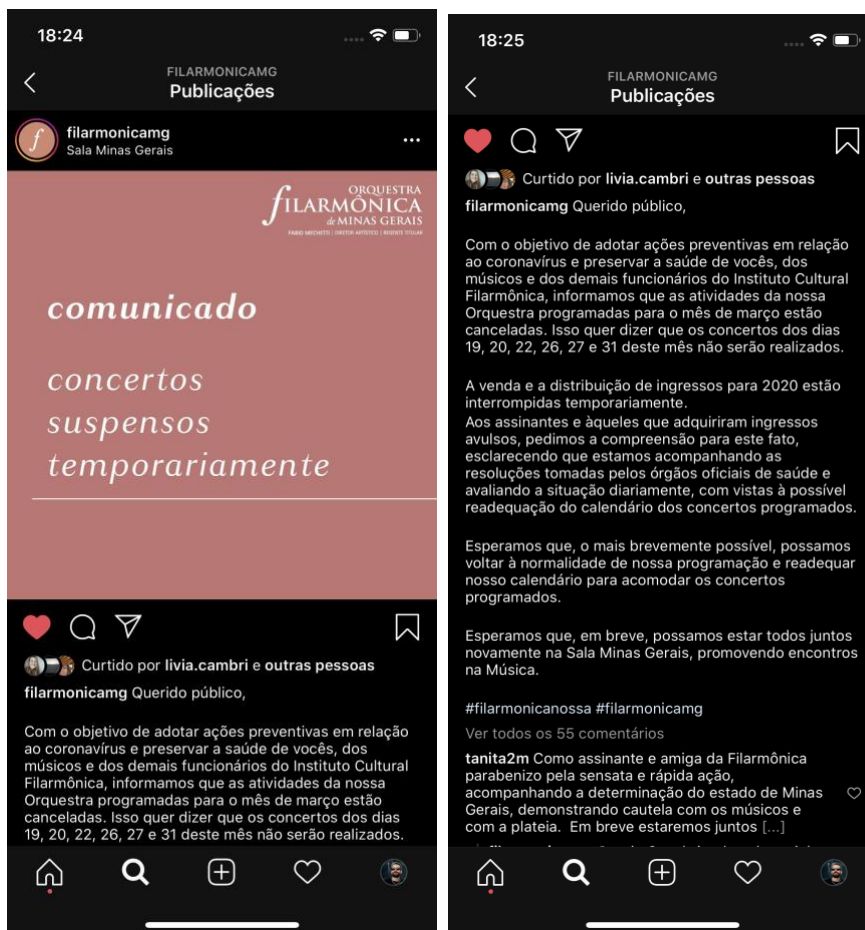 18:24
FILARMONICAMG
Publicações
filarmonicamg
Sala Minas Gerais
ORQUESTRA
fILARMÔNICA
de MINAS GERAIS
FABIO MECHETTI | DIRETOR ARTÍSTICO | REGENTE TITULAR
comunicado
concertos
suspensos
temporariamente
Curtido por livia.cambri e outras pessoas
filarmonicamg Querido público,
Com o objetivo de adotar ações preventivas em relação
ao coronavírus e preservar a saúde de vocês, dos
músicos e dos demais funcionários do Instituto Cultural
Filarmônica, informamos que as atividades da nossa
Orquestra programadas para o mês de março estão
canceladas. Isso quer dizer que os concertos dos dias
19, 20, 22, 26, 27 e 31 deste mês não serão realizados.
18:25
FILARMONICAMG
Publicações
Curtido por livia.cambri e outras pessoas
filarmonicamg Querido público,
Com o objetivo de adotar ações preventivas em relação
ao coronavírus e preservar a saúde de vocês, dos
músicos e dos demais funcionários do Instituto Cultural
Filarmônica, informamos que as atividades da nossa
Orquestra programadas para o mês de março estão
canceladas. Isso quer dizer que os concertos dos dias
19, 20, 22, 26, 27 e 31 deste mês não serão realizados.
A venda e a distribuição de ingressos para 2020 estão
interrompidas temporariamente.
Aos assinantes e àqueles que adquiriram ingressos
avulsos, pedimos a compreensão para este fato,
esclarecendo que estamos acompanhando as
resoluções tomadas pelos órgãos oficiais de saúde e
avaliando a situação diariamente, com vistas à possível
readequação do calendário dos concertos programados.
Esperamos que, o mais brevemente possível, possamos
voltar à normalidade de nossa programação e readequar
nosso calendário para acomodar os concertos
programados.
Esperamos que, em breve, possamos estar todos juntos
novamente na Sala Minas Gerais, promovendo encontros
na Música.
#filarmonicanossa #filarmonicamg
Ver todos os 55 comentários
tanita2m Como assinante e amiga da Filarmônica
parabenizo pela sensata e rápida ação,
acompanhando a determinação do estado de Minas
Gerais, demonstrando cautela com os músicos e
com a plateia. Em breve estaremos juntos [...]